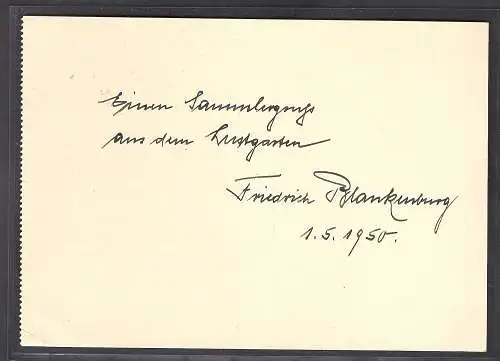 Einen Sammlergruß
aus dem Lustgarten
Friedrich Blankenburg
1.5.1950.